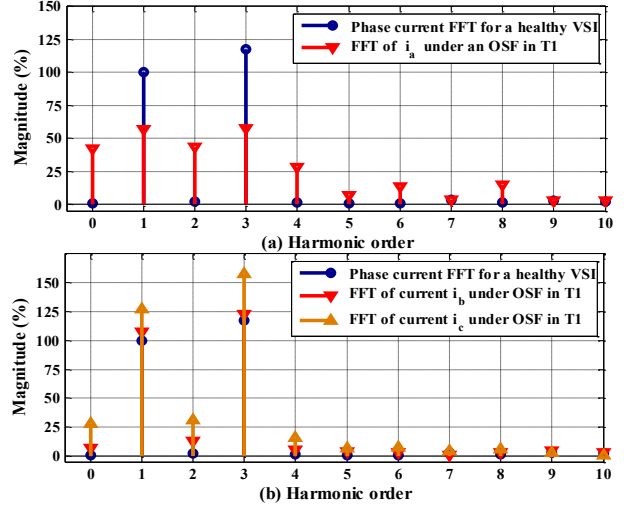 150
125
100
75
50
25
0
Magnitude (%)
Phase current FFT for a healthy VSI
FFT of i_a under an OSF in T1
0 1 2 3 4 5 6 7 8 9 10
(a) Harmonic order
150
125
100
75
50
25
0
Magnitude (%)
Phase current FFT for a healthy VSI
FFT of current i_b under OSF in T1
FFT of current i_c under OSF in T1
0 1 2 3 4 5 6 7 8 9 10
(b) Harmonic order